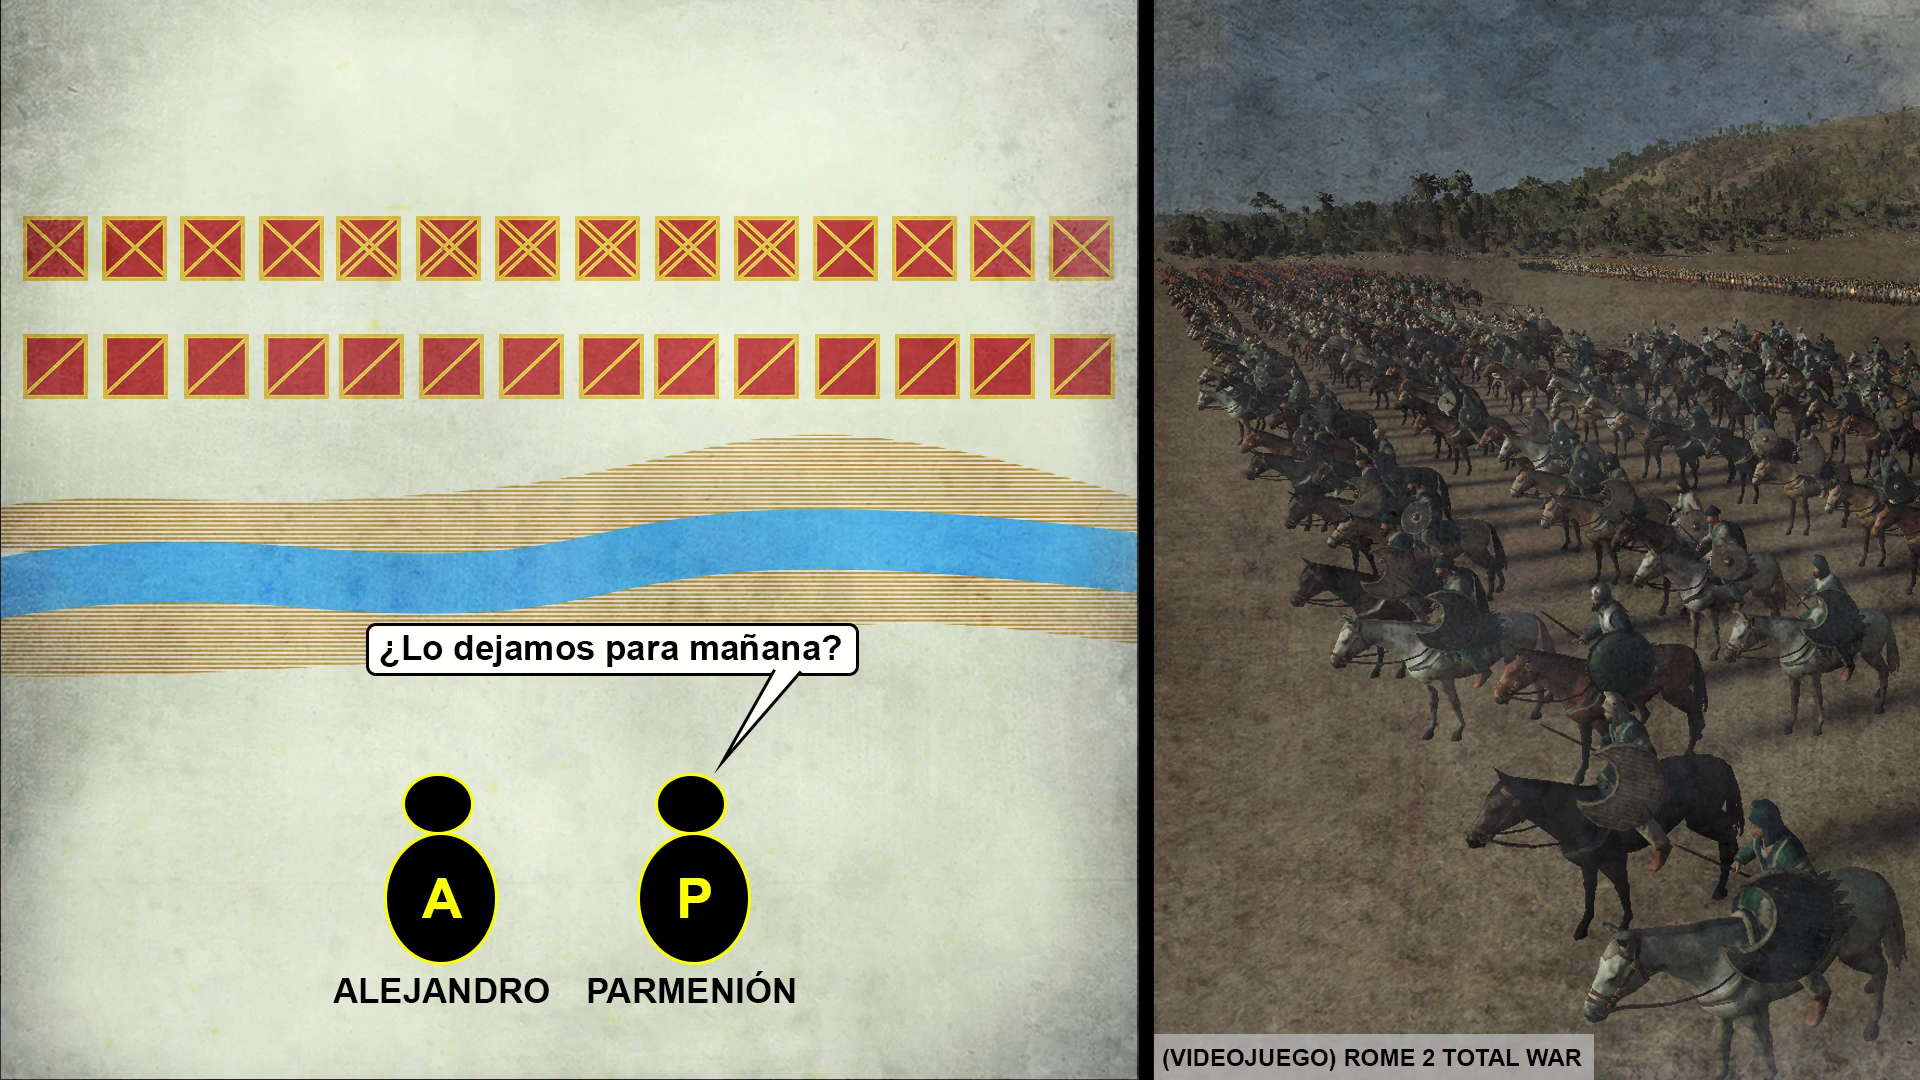 ¿Lo dejamos para mañana?
A
P
ALEJANDRO
PARMENIÓN
(VIDEOJUEGO) ROME 2 TOTAL WAR